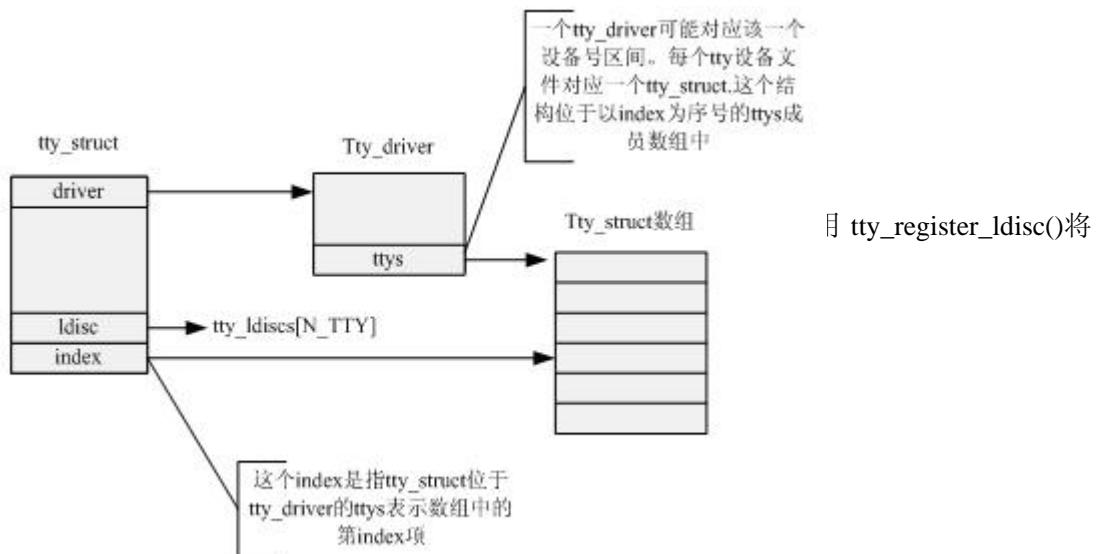 一个tty_driver可能对应该一个
设备号区间。每个tty设备文
件对应一个tty_struct.这个结
构位于以index为序号的ttys成
员数组中
tty_struct
Tty_driver
driver
Tty_struct数组
tty_register_ldisc()将
ttys
ldisc
tty_ldiscs[N_TTY]
index
这个index是指tty_struct位于
tty_driver的ttys表示数组中的
第index项